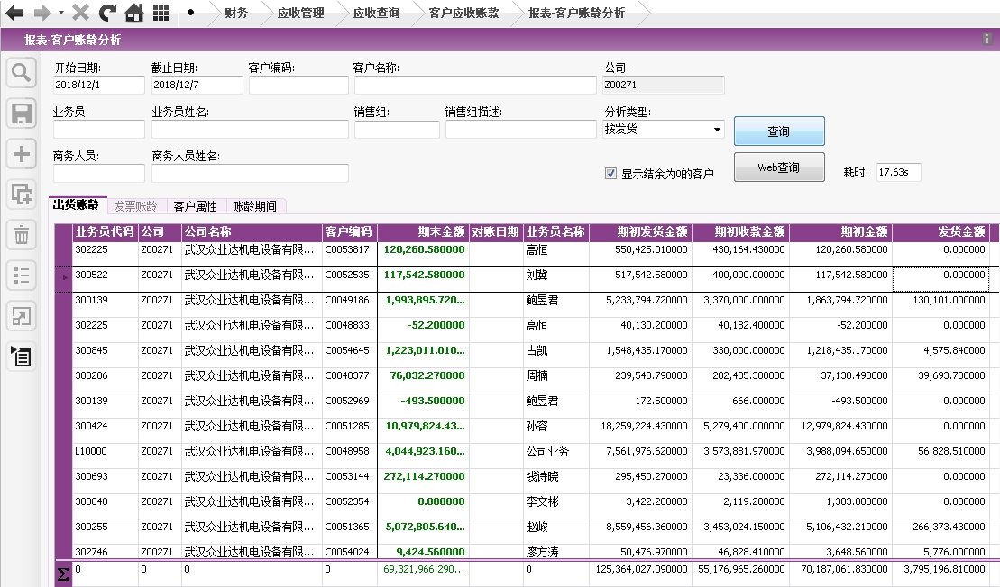 财务 应收管理 应收查询 客户应收账款 报表-客户账龄分析
报表-客户账龄分析
开始日期: 截止日期: 客户编码: 客户名称: 公司:
2018/12/1 2018/12/7 Z00271
业务员: 业务员姓名: 销售组: 销售组描述: 分析类型:
按发货 查询
商务人员: 商务人员姓名:
显示结余为0的客户 Web查询 耗时: 17.63s
出货账龄 发票账龄 客户属性 账龄期间
业务员代码 公司 公司名称 客户编码 期末金额 对账日期 业务员名称 期初发货金额 期初收款金额 期初金额 发货金额
302225 Z00271 武汉众业达机电设备有限... C0053817 120,260.580000 高恒 550,425.010000 430,164.430000 120,260.580000 0.000000
300522 Z00271 武汉众业达机电设备有限... C0052535 117,542.580000 刘冀 517,542.580000 400,000.000000 117,542.580000 0.000000
300139 Z00271 武汉众业达机电设备有限... C0049186 1,993,895.720... 鲍昱君 5,233,794.720000 3,370,000.000000 1,863,794.720000 130,101.000000
302225 Z00271 武汉众业达机电设备有限... C0048833 -52.200000 高恒 40,130.200000 40,182.400000 -52.200000 0.000000
300845 Z00271 武汉众业达机电设备有限... C0054645 1,223,011.010... 占凯 1,548,435.170000 330,000.000000 1,218,435.170000 4,575.840000
300286 Z00271 武汉众业达机电设备有限... C0048377 76,832.270000 周楠 239,543.790000 202,405.300000 37,138.490000 39,693.780000
300139 Z00271 武汉众业达机电设备有限... C0052969 -493.500000 鲍昱君 172.500000 666.000000 -493.500000 0.000000
300424 Z00271 武汉众业达机电设备有限... C0051285 10,979,824.43... 孙容 18,259,224.430000 5,279,400.000000 12,979,824.430000 0.000000
L10000 Z00271 武汉众业达机电设备有限... C0048958 4,044,923.160... 公司业务 7,561,976.620000 3,573,881.970000 3,988,094.650000 56,828.510000
300693 Z00271 武汉众业达机电设备有限... C0053144 272,114.270000 钱诗晓 295,450.270000 23,336.000000 272,114.270000 0.000000
300848 Z00271 武汉众业达机电设备有限... C0052354 0.000000 李文彬 3,422.280000 2,119.200000 1,303.080000 0.000000
300255 Z00271 武汉众业达机电设备有限... C0051365 5,072,805.640... 赵峻 8,559,456.360000 3,453,024.150000 5,106,432.210000 266,373.430000
302746 Z00271 武汉众业达机电设备有限... C0054024 9,424.560000 廖方涛 50,476.970000 46,828.410000 3,648.560000 5,776.000000
Σ 0 0 0 0 69,321,966.290... 0 125,364,027.090000 55,176,965.260000 70,187,061.830000 3,795,196.810000